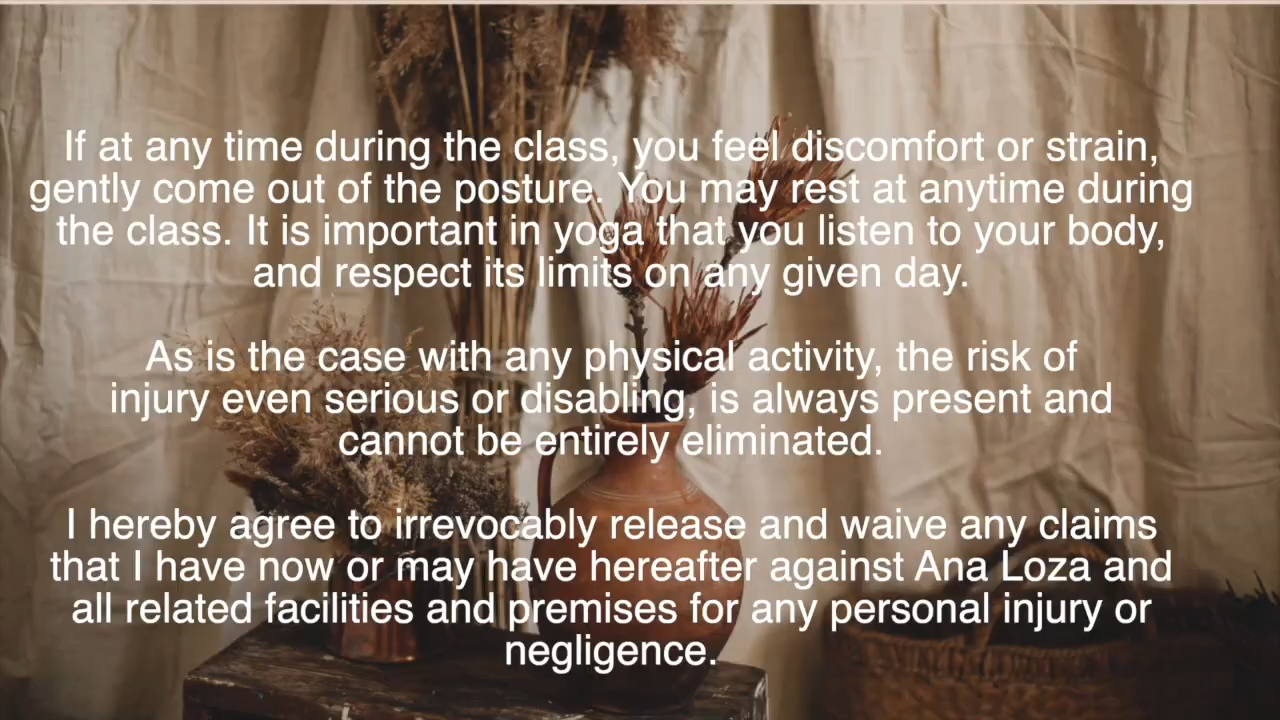 If at any time during the class, you feel discomfort or strain,
gently come out of the posture. You may rest at anytime during
the class. It is important in yoga that you listen to your body,
and respect its limits on any given day.
As is the case with any physical activity, the risk of
injury even serious or disabling, is always present and
cannot be entirely eliminated.
I hereby agree to irrevocably release and waive any claims
that I have now or may have hereafter against Ana Loza and
all related facilities and premises for any personal injury or
negligence.